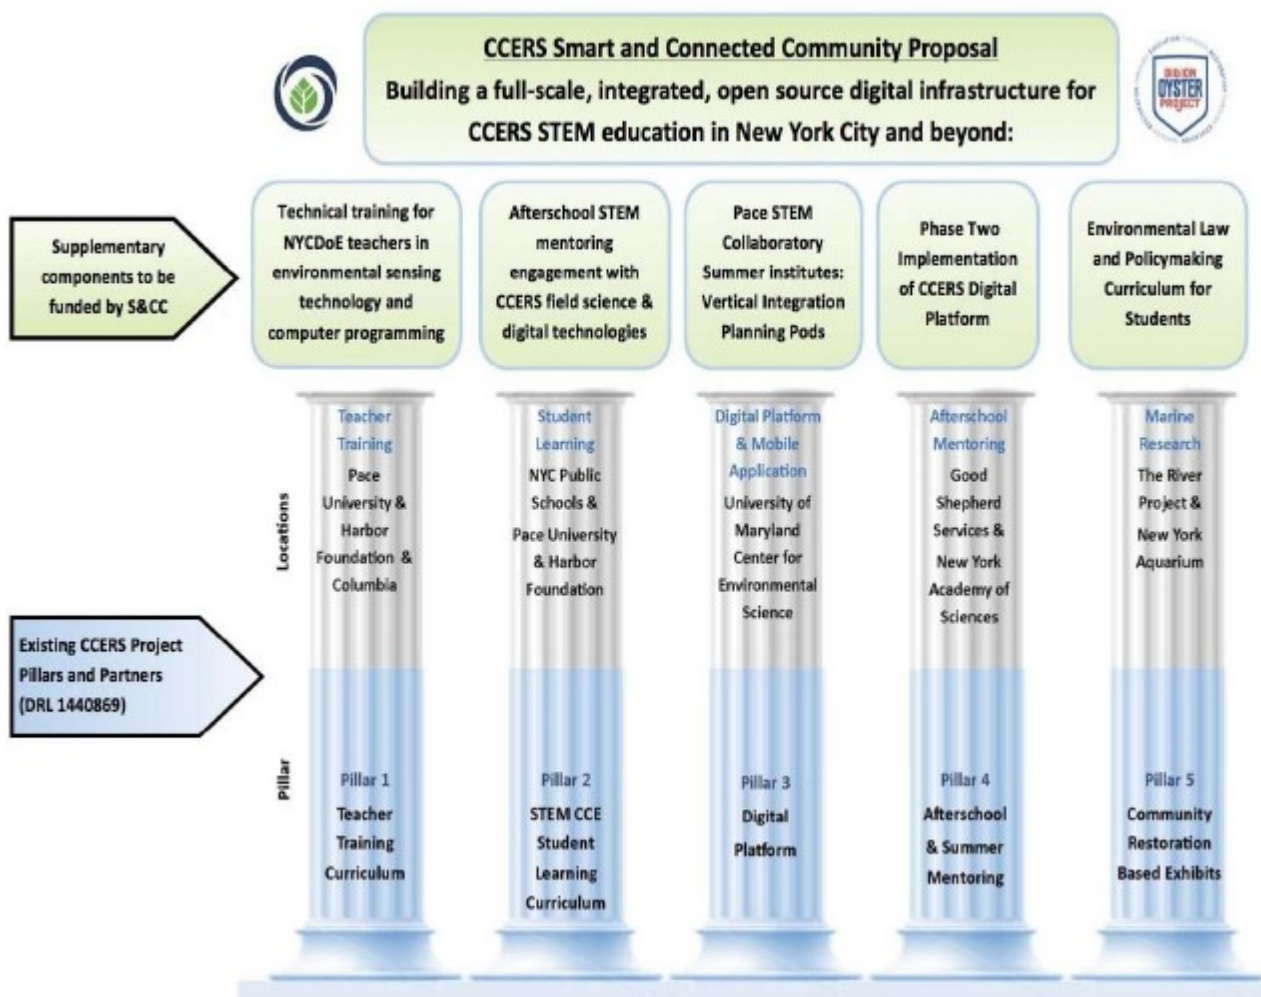 CCERS Smart and Connected Community Proposal
Building a full-scale, integrated, open source digital infrastructure for
CCERS STEM education in New York City and beyond:
BILLION
OYSTER
PROJECT
Supplementary
components to be
funded by S&CC
Technical training for
NYCDoE teachers in
environmental sensing
technology and
computer programming
Afterschool STEM
mentoring
engagement with
CCERS field science &
digital technologies
Pace STEM
Collaboratory
Summer institutes:
Vertical Integration
Planning Pods
Phase Two
Implementation
of CCERS Digital
Platform
Environmental Law
and Policymaking
Curriculum for
Students
Existing CCERS Project
Pillars and Partners
(DRL 1440869)
Locations
Teacher
Training
Pace
University &
Harbor
Foundation &
Columbia
Student
Learning
NYC Public
Schools &
Pace University
& Harbor
Foundation
Digital Platform
& Mobile
Application
University of
Maryland
Center for
Environmental
Science
Afterschool
Mentoring
Good
Shepherd
Services &
New York
Academy of
Sciences
Marine
Research
The River
Project &
New York
Aquarium
Pillar
Pillar 1
Teacher
Training
Curriculum
Pillar 2
STEM CCE
Student
Learning
Curriculum
Pillar 3
Digital
Platform
Pillar 4
Afterschool
& Summer
Mentoring
Pillar 5
Community
Restoration
Based Exhibits